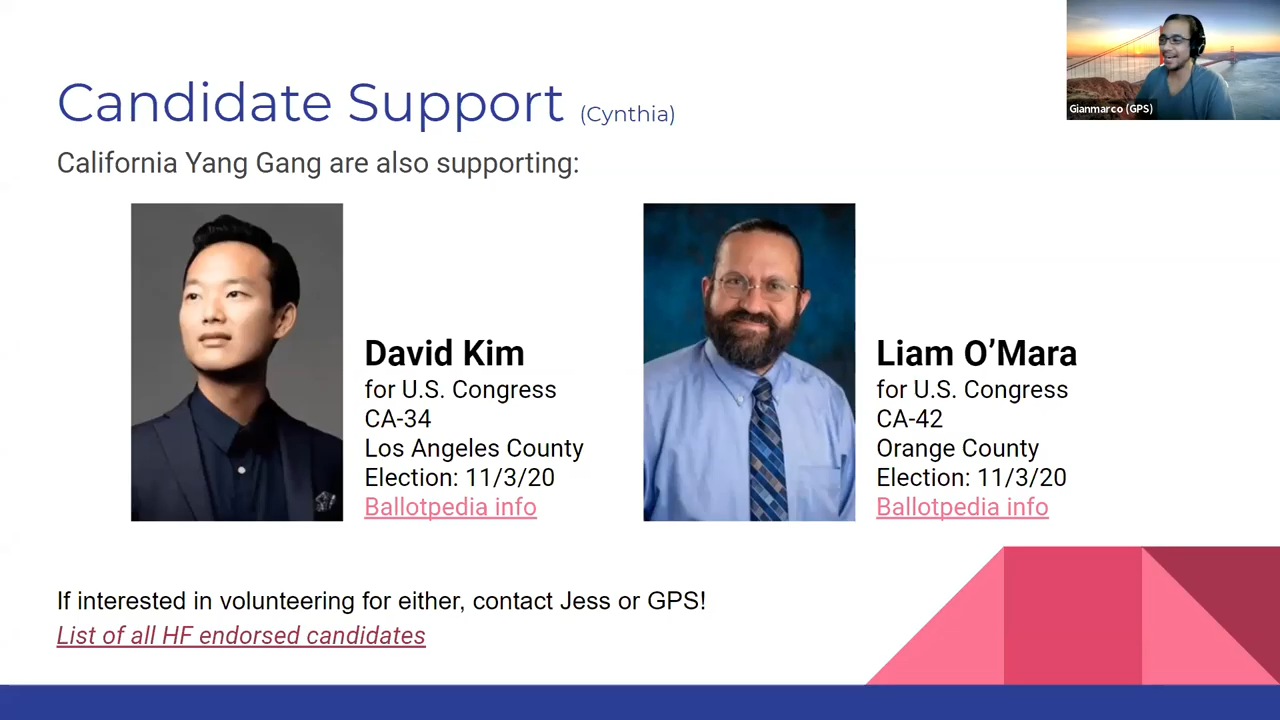 Candidate Support (Cynthia)
Gianmarco (GPS)
California Yang Gang are also supporting:
David Kim
for U.S. Congress
CA-34
Los Angeles County
Election: 11/3/20
Ballotpedia info
Liam O’Mara
for U.S. Congress
CA-42
Orange County
Election: 11/3/20
Ballotpedia info
If interested in volunteering for either, contact Jess or GPS!
List of all HF endorsed candidates